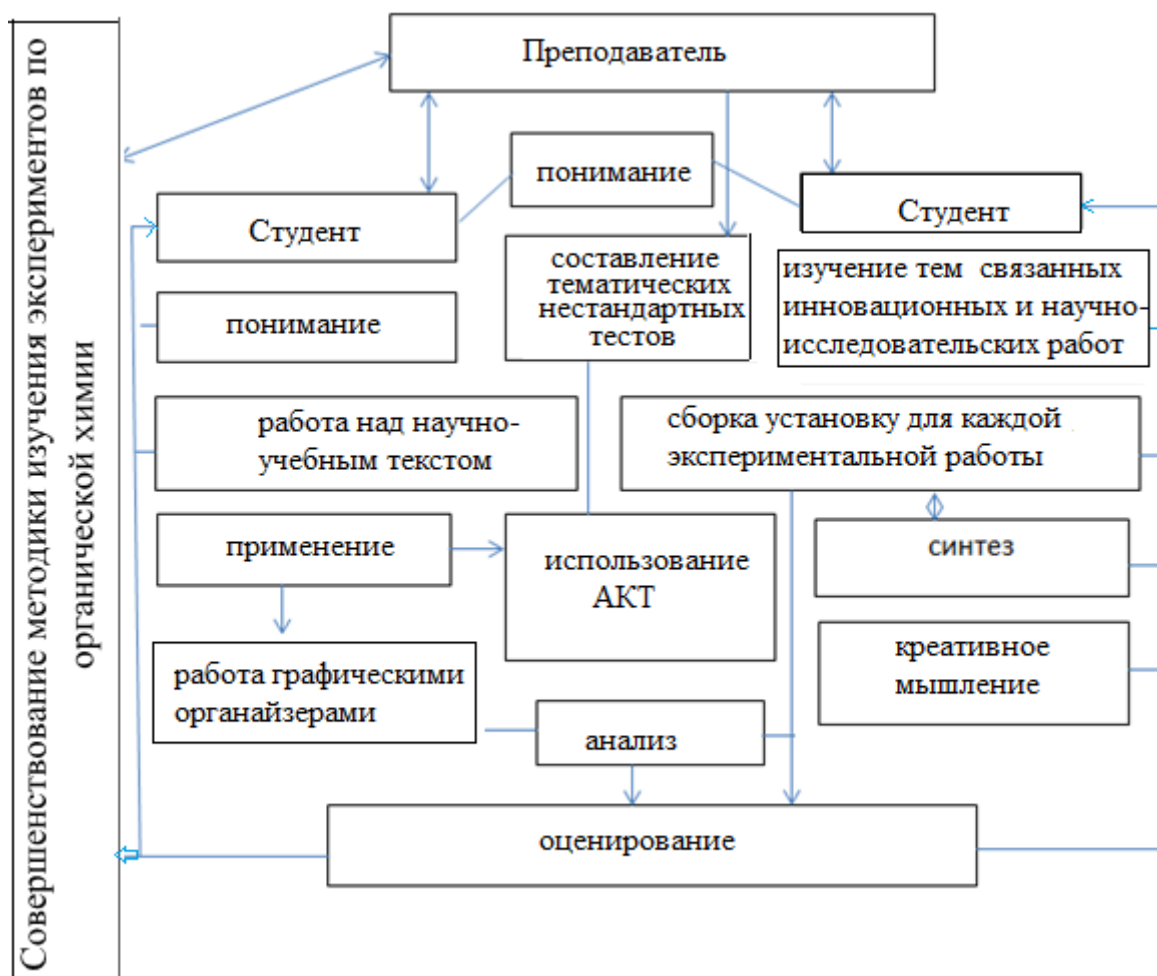 Совершенствование методики изучения экспериментов по
органической химии
Преподаватель
понимание
Студент
Студент
составление
тематических
нестандартных
тестов
изучение тем связанных
инновационных и научно-
исследовательских работ
понимание
работа над научно-
учебным текстом
сборка установку для каждой
экспериментальной работы
применение
использование
АКТ
синтез
работа графическими
органайзерами
креативное
мышление
анализ
оценирование